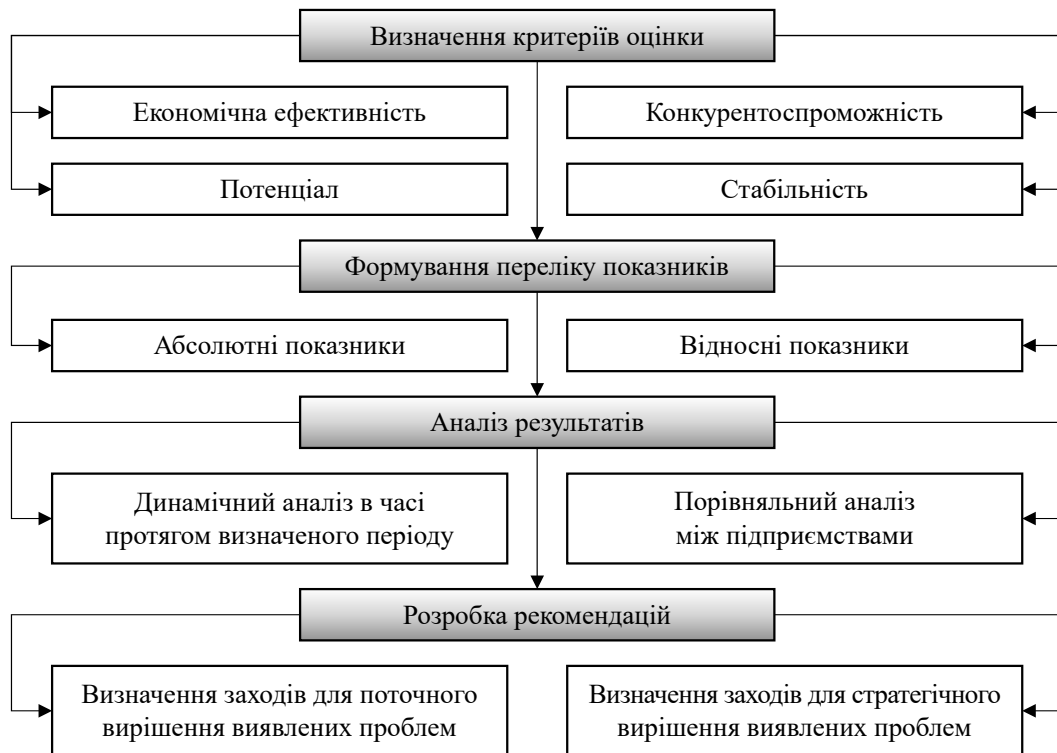 Визначення критеріїв оцінки
Економічна ефективність
Конкурентоспроможність
Потенціал
Стабільність
Формування переліку показників
Абсолютні показники
Відносні показники
Аналіз результатів
Динамічний аналіз в часі
протягом визначеного періоду
Порівняльний аналіз
між підприємствами
Розробка рекомендацій
Визначення заходів для поточного
вирішення виявлених проблем
Визначення заходів для стратегічного
вирішення виявлених проблем